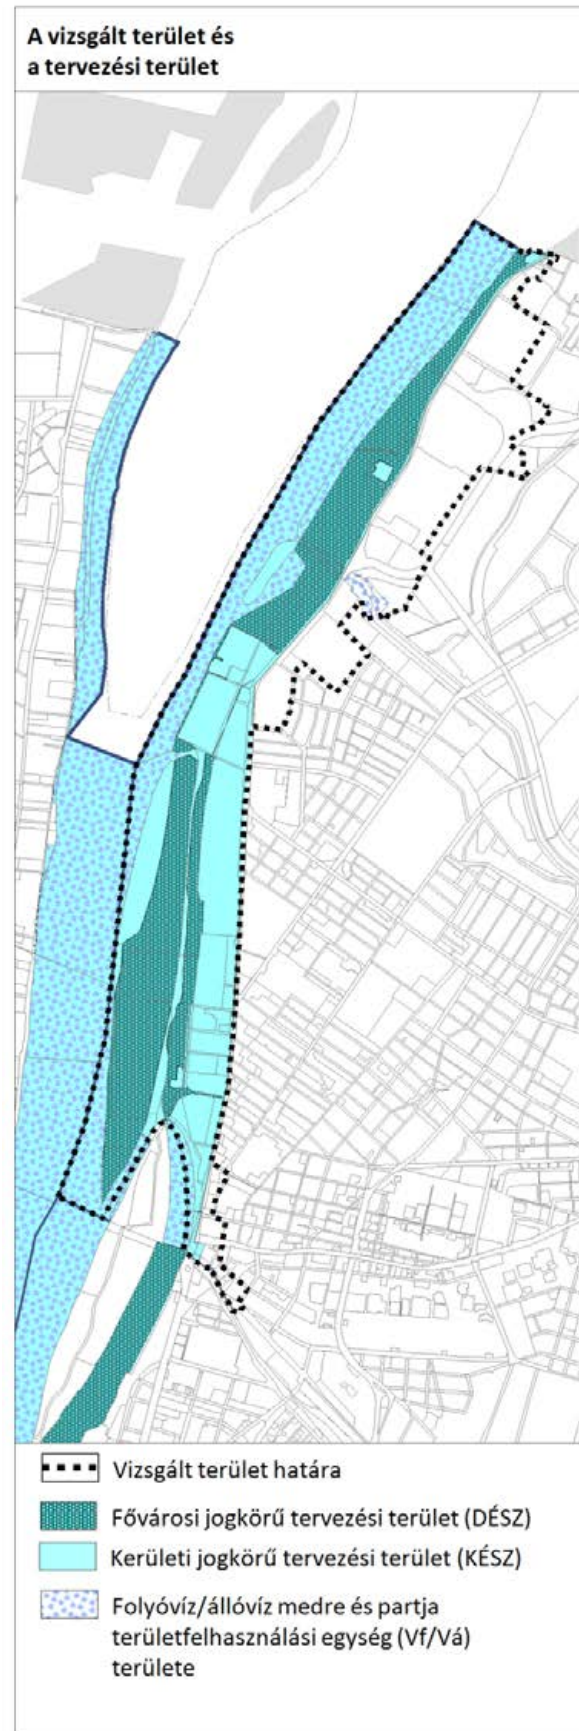 A vizsgált terület és
a tervezési terület
Vizsgált terület határa
Fővárosi jogkörű tervezési terület (DÉSZ)
Kerületi jogkörű tervezési terület (KÉSZ)
Folyóvíz/állóvíz medre és partja
területfelhasználási egység (Vf/Vá)
területe